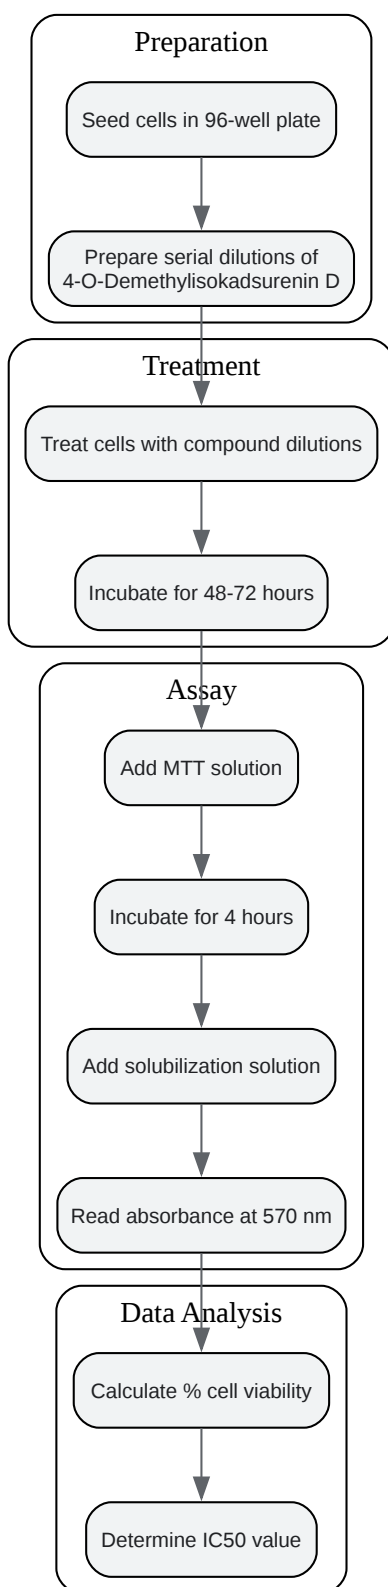 Preparation
Seed cells in 96-well plate
Prepare serial dilutions of
4-O-Demethylisokadsurenin D
Treatment
Treat cells with compound dilutions
Incubate for 48-72 hours
Assay
Add MTT solution
Incubate for 4 hours
Add solubilization solution
Read absorbance at 570 nm
Data Analysis
Calculate % cell viability
Determine IC50 value